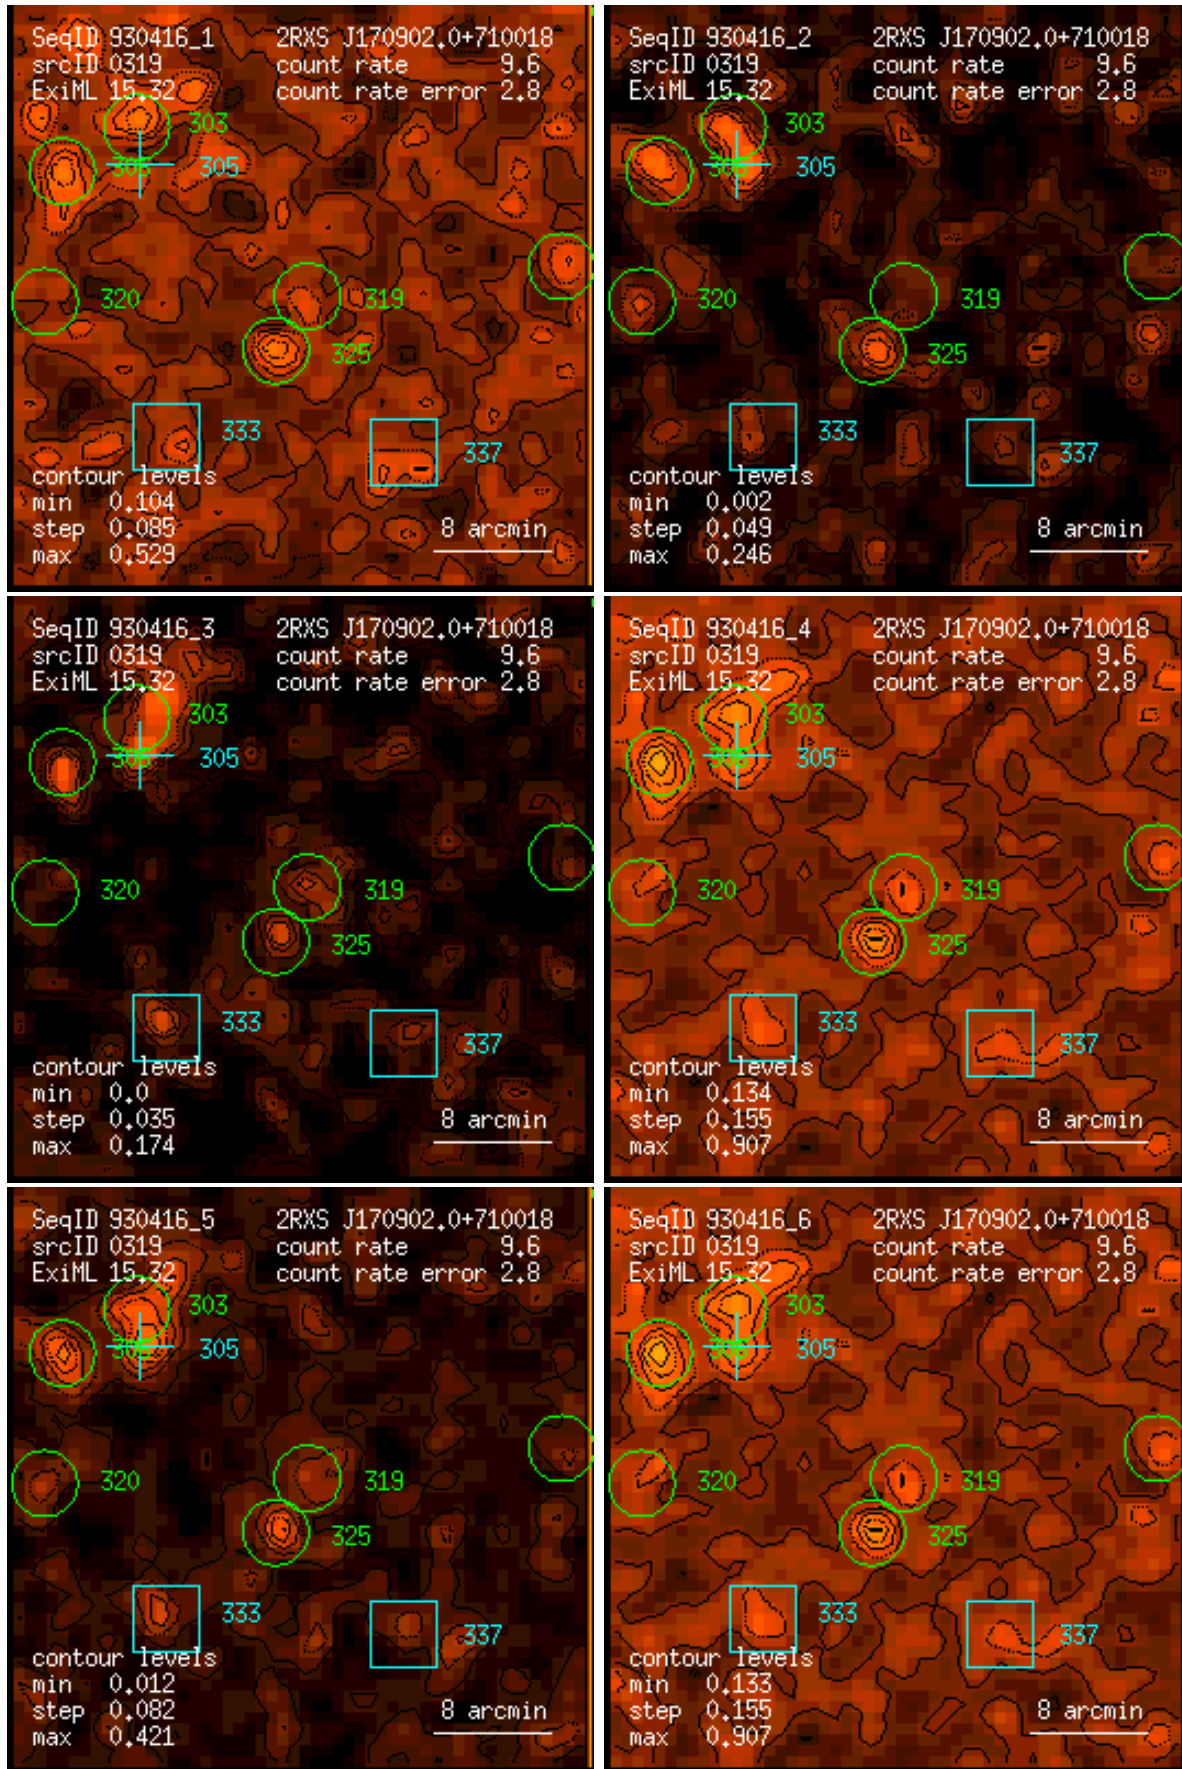 SeqID 930416_1 2RXS J170902.0+710018
srcID 0319 count rate 9.6
ExiML 15.32 count rate error 2.8
303
305
320
319
325
333
337
contour levels
min 0.104
step 0.085 8 arcmin
max 0.529
SeqID 930416_2 2RXS J170902.0+710018
srcID 0319 count rate 9.6
ExiML 15.32 count rate error 2.8
303
305
320
319
325
333
337
contour levels
min 0.002
step 0.049 8 arcmin
max 0.246
SeqID 930416_3 2RXS J170902.0+710018
srcID 0319 count rate 9.6
ExiML 15.32 count rate error 2.8
303
305
320
319
325
333
337
contour levels
min 0.0
step 0.035 8 arcmin
max 0.174
SeqID 930416_4 2RXS J170902.0+710018
srcID 0319 count rate 9.6
ExiML 15.32 count rate error 2.8
303
305
320
319
325
333
337
contour levels
min 0.134
step 0.155 8 arcmin
max 0.907
SeqID 930416_5 2RXS J170902.0+710018
srcID 0319 count rate 9.6
ExiML 15.32 count rate error 2.8
303
305
320
319
325
333
337
contour levels
min 0.012
step 0.082 8 arcmin
max 0.421
SeqID 930416_6 2RXS J170902.0+710018
srcID 0319 count rate 9.6
ExiML 15.32 count rate error 2.8
303
305
320
319
325
333
337
contour levels
min 0.133
step 0.155 8 arcmin
max 0.907